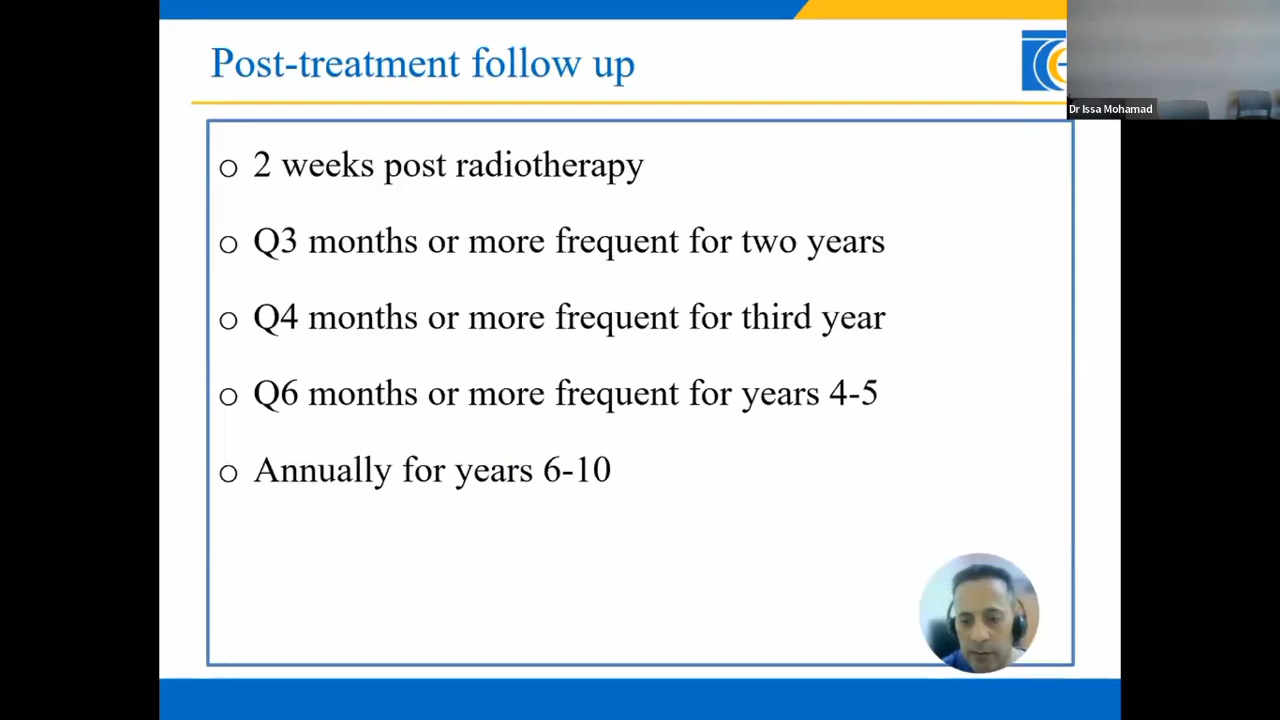 Post-treatment follow up
Dr Issa Mohamad
2 weeks post radiotherapy
Q3 months or more frequent for two years
Q4 months or more frequent for third year
Q6 months or more frequent for years 4-5
Annually for years 6-10